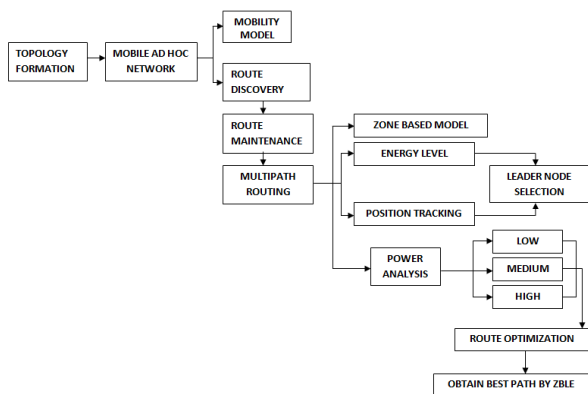 MOBILITY
MODEL
TOPOLOGY
FORMATION
MOBILE AD HOC
NETWORK
ROUTE
DISCOVERY
ROUTE
MAINTENANCE
MULTIPATH
ROUTING
ZONE BASED MODEL
ENERGY LEVEL
LEADER NODE
SELECTION
POSITION TRACKING
POWER
ANALYSIS
LOW
MEDIUM
HIGH
ROUTE OPTIMIZATION
OBTAIN BEST PATH BY ZBLE